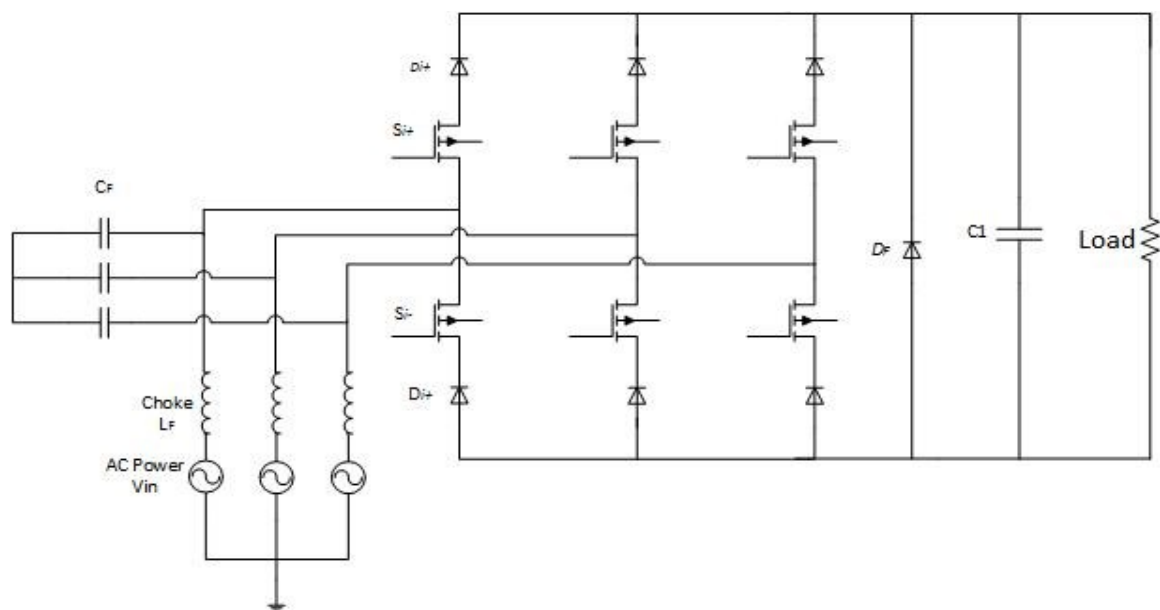 Di+
Si+
CF
DF
C1
Load
Si-
Di+
Choke
LF
AC Power
Vin